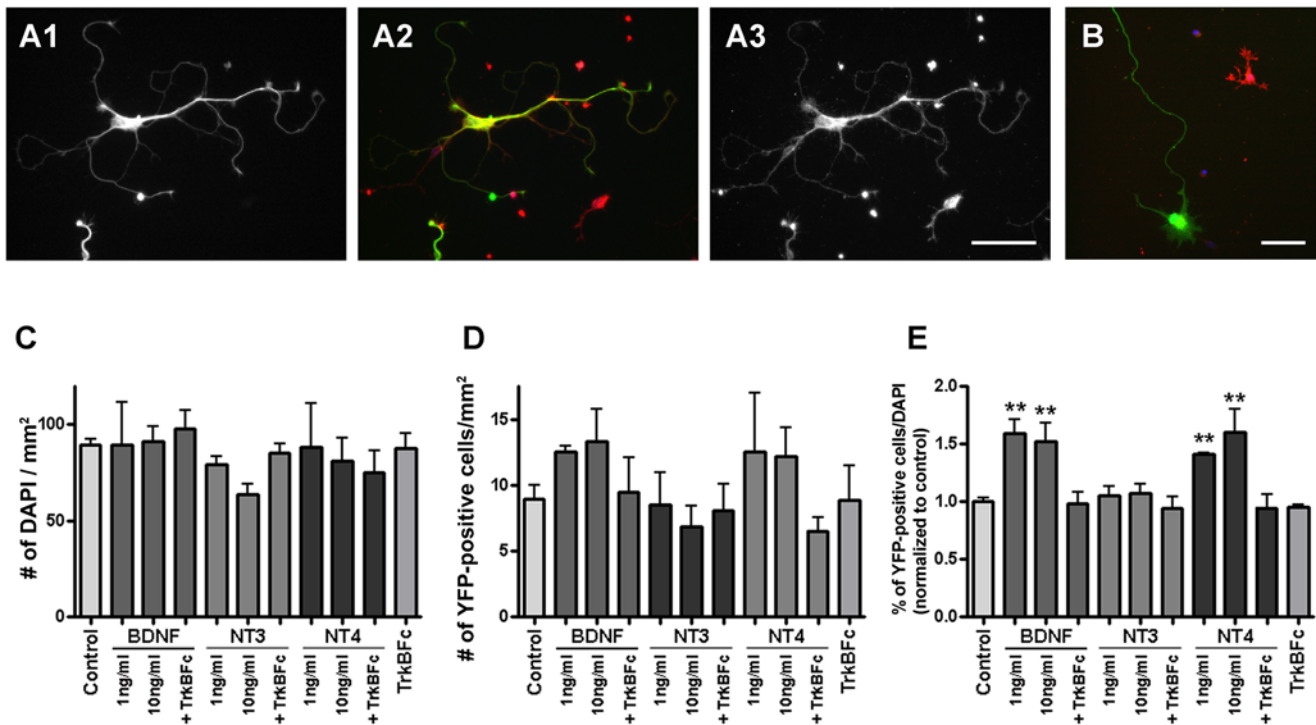 A1
A2
A3
B
C
# of DAPI / mm²
100
50
0
Control
1ng/ml
10ng/ml
+ TrkBFc
1ng/ml
10ng/ml
+ TrkBFc
1ng/ml
10ng/ml
+ TrkBFc
TrkBFc
BDNF
NT3
NT4
D
# of YFP-positive cells/mm²
15
10
5
0
Control
1ng/ml
10ng/ml
+ TrkBFc
1ng/ml
10ng/ml
+ TrkBFc
1ng/ml
10ng/ml
+ TrkBFc
TrkBFc
BDNF
NT3
NT4
E
% of YFP-positive cells/DAPI
(normalized to control)
2.0
1.5
1.0
0.5
0.0
** ** ** **
Control
1ng/ml
10ng/ml
+ TrkBFc
1ng/ml
10ng/ml
+ TrkBFc
1ng/ml
10ng/ml
+ TrkBFc
TrkBFc
BDNF
NT3
NT4